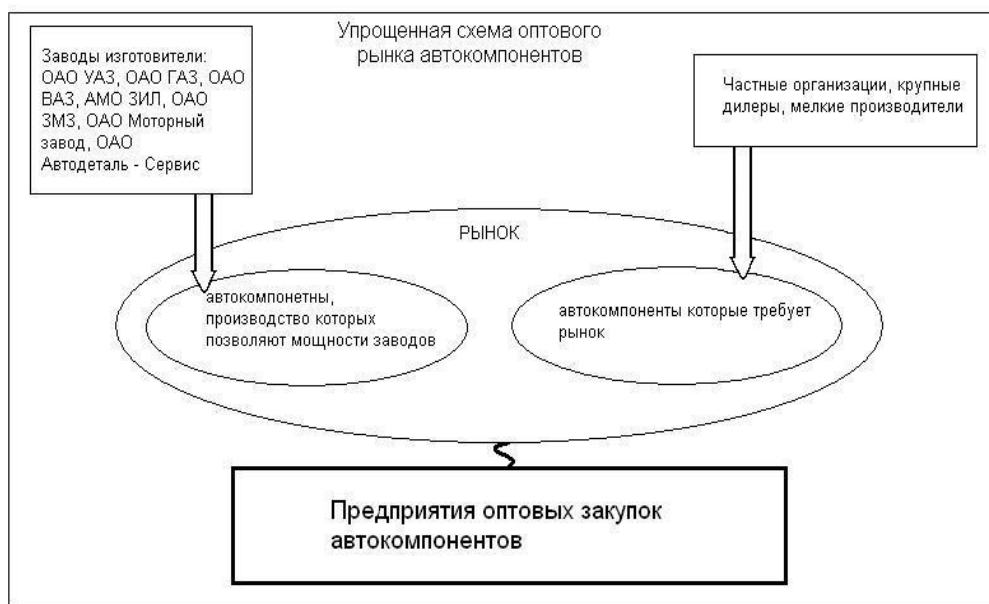 Упрощенная схема оптового
рынка автокомпонентов
Заводы изготовители:
ОАО УАЗ, ОАО ГАЗ, ОАО
ВАЗ, АМО ЗИЛ, ОАО
ЗМЗ, ОАО Моторный
завод, ОАО
Автодеталь - Сервис
Частные организации, крупные
дилеры, мелкие производители
РЫНОК
автокомпонетны,
производство которых
позволяют мощности заводов
автокомпоненты которые требует
рынок
Предприятия оптовых закупок
автокомпонентов